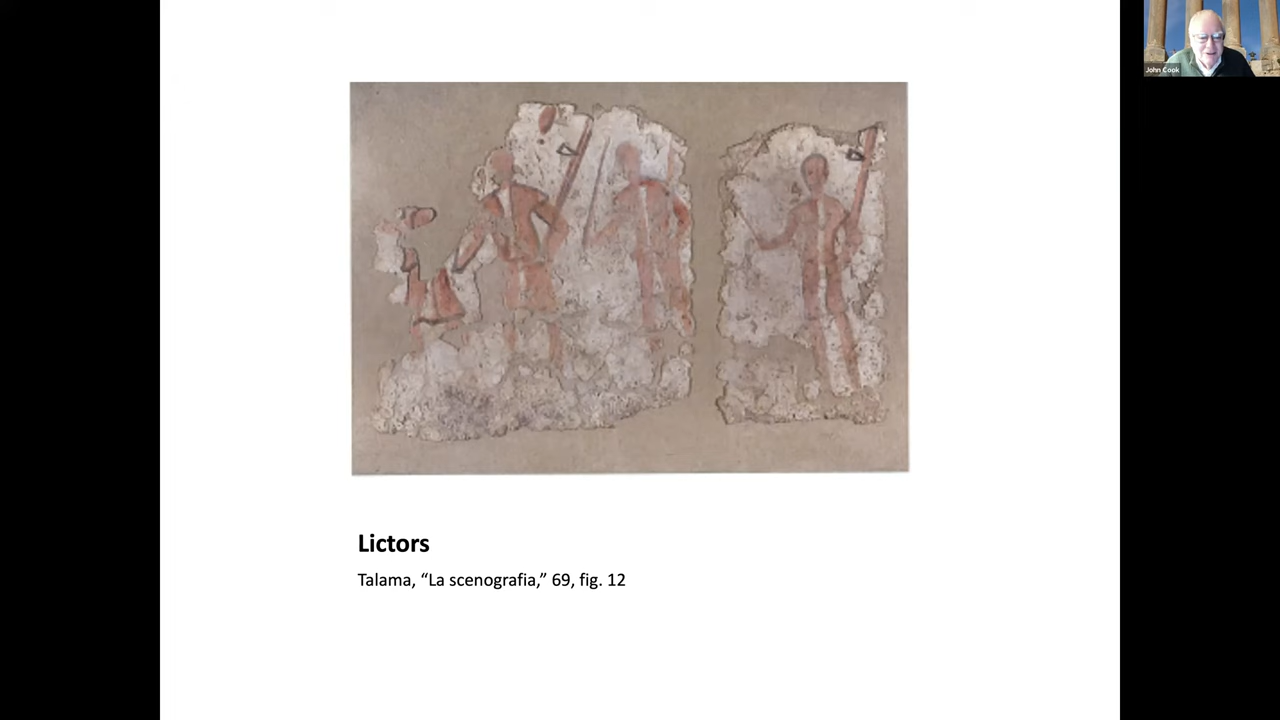 John Cook
Lictors
Talama, “La scenografia,” 69, fig. 12